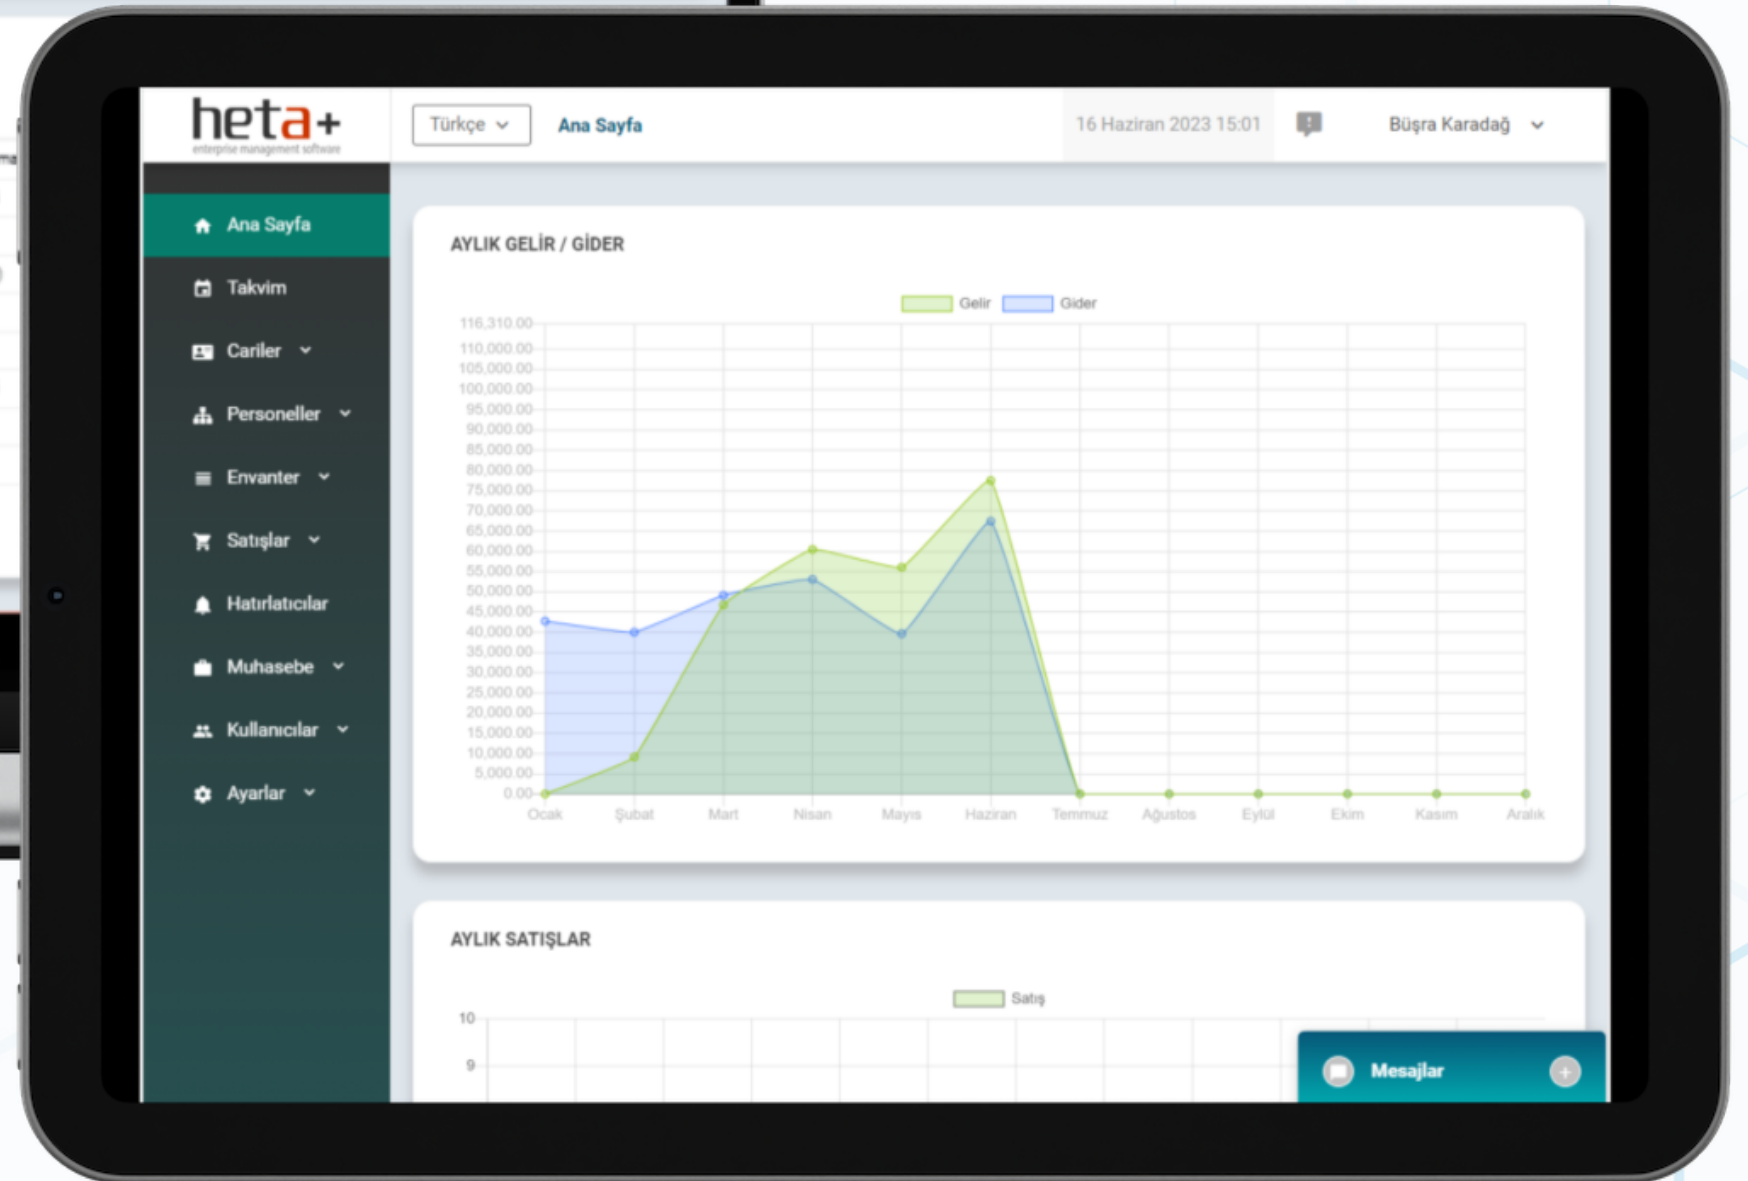 heta+
enterprise management software
Türkçe
Ana Sayfa
16 Haziran 2023 15:01
Büşra Karadağ
Ana Sayfa
Takvim
Cariler
Personeller
Envanter
Satışlar
Hatırlatıcılar
Muhasebe
Kullanıcılar
Ayarlar
AYLIK GELİR / GİDER
Gelir Gider
116,310.00
110,000.00
105,000.00
100,000.00
95,000.00
90,000.00
85,000.00
80,000.00
75,000.00
70,000.00
65,000.00
60,000.00
55,000.00
50,000.00
45,000.00
40,000.00
35,000.00
30,000.00
25,000.00
20,000.00
15,000.00
10,000.00
5,000.00
0.00
Ocak Şubat Mart Nisan Mayıs Haziran Temmuz Ağustos Eylül Ekim Kasım Aralık
AYLIK SATIŞLAR
Satış
10
9
Mesajlar